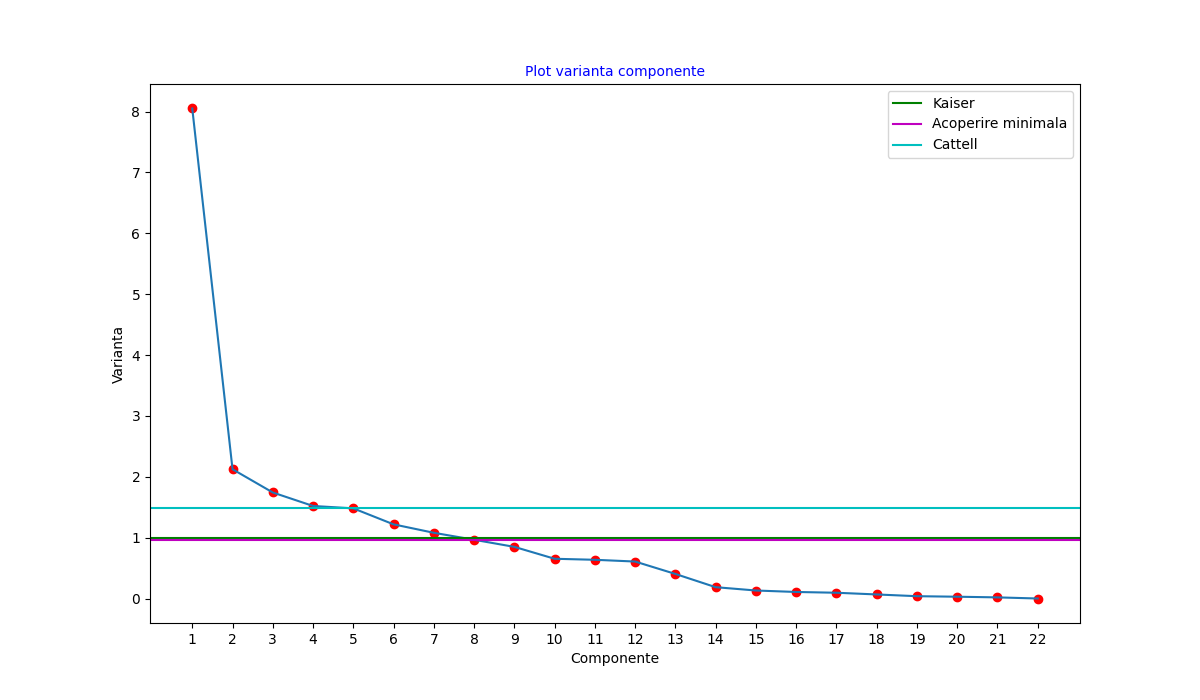 Plot varianta componente
Kaiser
Acoperire minimala
Cattell
Varianta
8
7
6
5
4
3
2
1
0
1 2 3 4 5 6 7 8 9 10 11 12 13 14 15 16 17 18 19 20 21 22
Componente